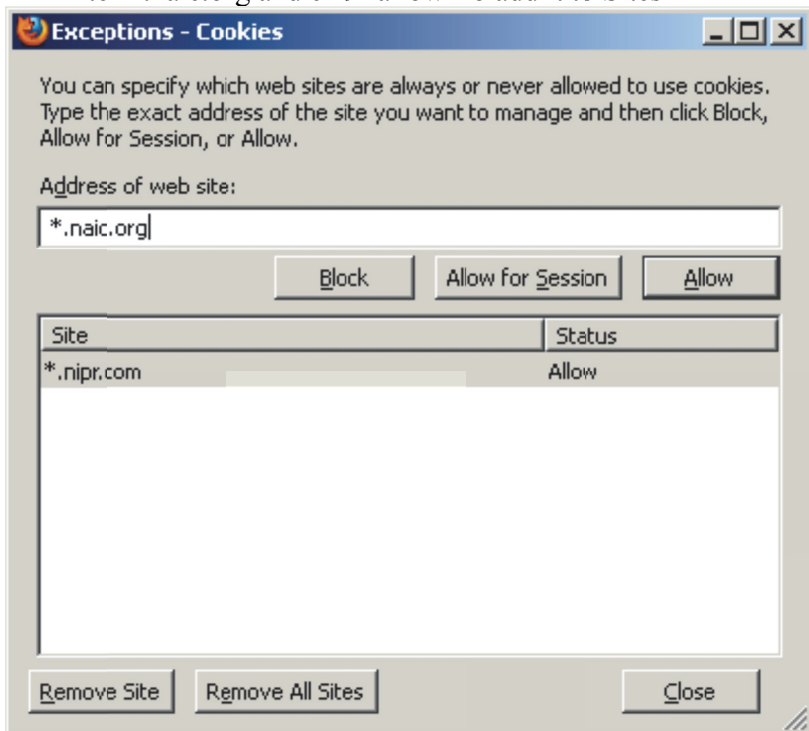 Exceptions - Cookies
You can specify which web sites are always or never allowed to use cookies.
Type the exact address of the site you want to manage and then click Block,
Allow for Session, or Allow.
Address of web site:
*.naic.org
Block Allow for Session Allow
Site Status
*.nipr.com Allow
Remove Site Remove All Sites Close